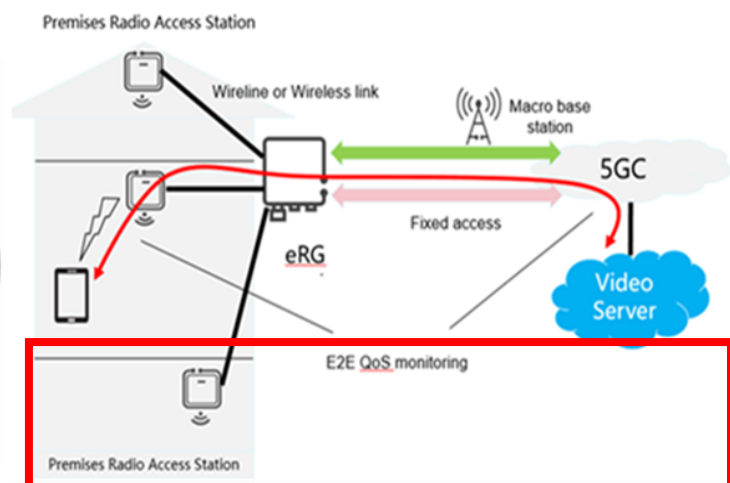 Premises Radio Access Station
Wireline or Wireless link
Macro base
station
5GC
Fixed access
eRG
Video
Server
E2E QoS monitoring
Premises Radio Access Station